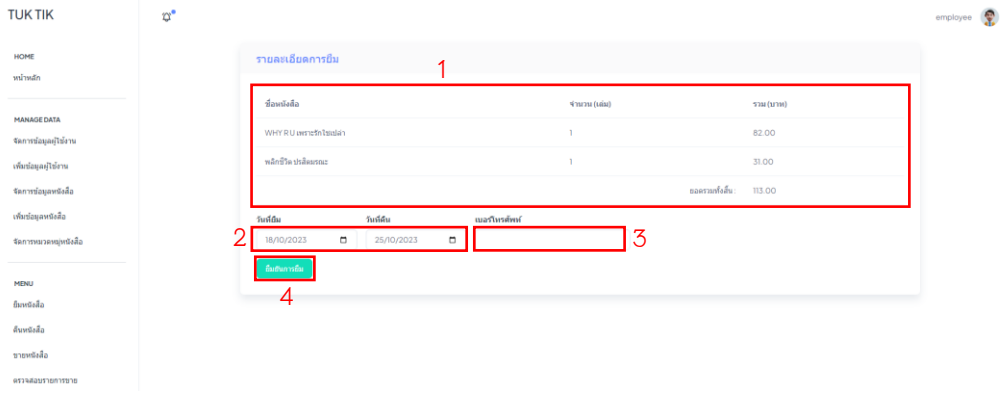 TUK TIK
employee
HOME
หน้าหลัก
MANAGE DATA
จัดการข้อมูลผู้ใช้งาน
เพิ่มข้อมูลผู้ใช้งาน
จัดการข้อมูลหนังสือ
เพิ่มข้อมูลหนังสือ
จัดการหมวดหมู่หนังสือ
MENU
ยืมหนังสือ
คืนหนังสือ
ขายหนังสือ
ตรวจสอบรายการขาย
รายละเอียดการยืม
1
ชื่อหนังสือ จำนวน (เล่ม) รวม (บาท)
WHY R U เพราะรักใช่เปล่า 1 82.00
พลิกชีวิต ปรสิตมรณะ 1 31.00
ยอดรวมทั้งสิ้น : 113.00
วันที่ยืม วันที่คืน เบอร์โทรศัพท์
2 18/10/2023 25/10/2023 3
ยืนยันการยืม
4